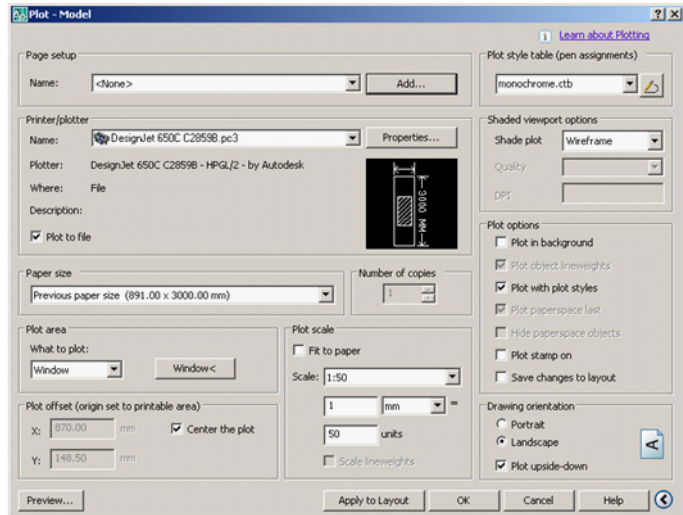 Plot - Model
Learn about Plotting
Page setup
Name: <None> Add...
Plot style table (pen assignments)
monochrome.ctb
Printer/plotter
Name: DesignJet 650C C2859B.pc3 Properties...
Plotter: DesignJet 650C C2859B - HPGL/2 - by Autodesk
Where: File
Description:
Plot to file
3000 MM
Shaded viewport options
Shade plot Wireframe
Quality
DPI
Paper size
Previous paper size (891.00 x 3000.00 mm)
Number of copies
1
Plot area
What to plot:
Window Window<
Plot scale
Fit to paper
Scale: 1:50
1 mm =
50 units
Scale lineweights
Plot offset (origin set to printable area)
X: 870.00 mm Center the plot
Y: 148.50 mm
Plot options
Plot in background
Plot object lineweights
Plot with plot styles
Plot paperspace last
Hide paperspace objects
Plot stamp on
Save changes to layout
Drawing orientation
Portrait
Landscape
Plot upside-down
A
Preview... Apply to Layout OK Cancel Help